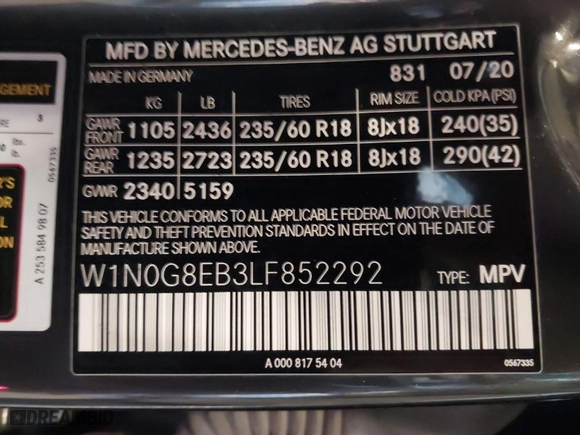 MFD BY MERCEDES-BENZ AG STUTTGART
MADE IN GERMANY 831 07/20
KG LB TIRES RIM SIZE COLD KPA(PSI)
GAWR FRONT 1105 2436 235/60 R18 8Jx18 240(35)
GAWR REAR 1235 2723 235/60 R18 8Jx18 290(42)
GVWR 2340 5159
THIS VEHICLE CONFORMS TO ALL APPLICABLE FEDERAL MOTOR VEHICLE
SAFETY AND THEFT PREVENTION STANDARDS IN EFFECT ON THE DATE OF
MANUFACTURE SHOWN ABOVE.
W1N0G8EB3LF852292 TYPE: MPV
A 000 817 54 04 0567335
A 253 584 98 07
0567335